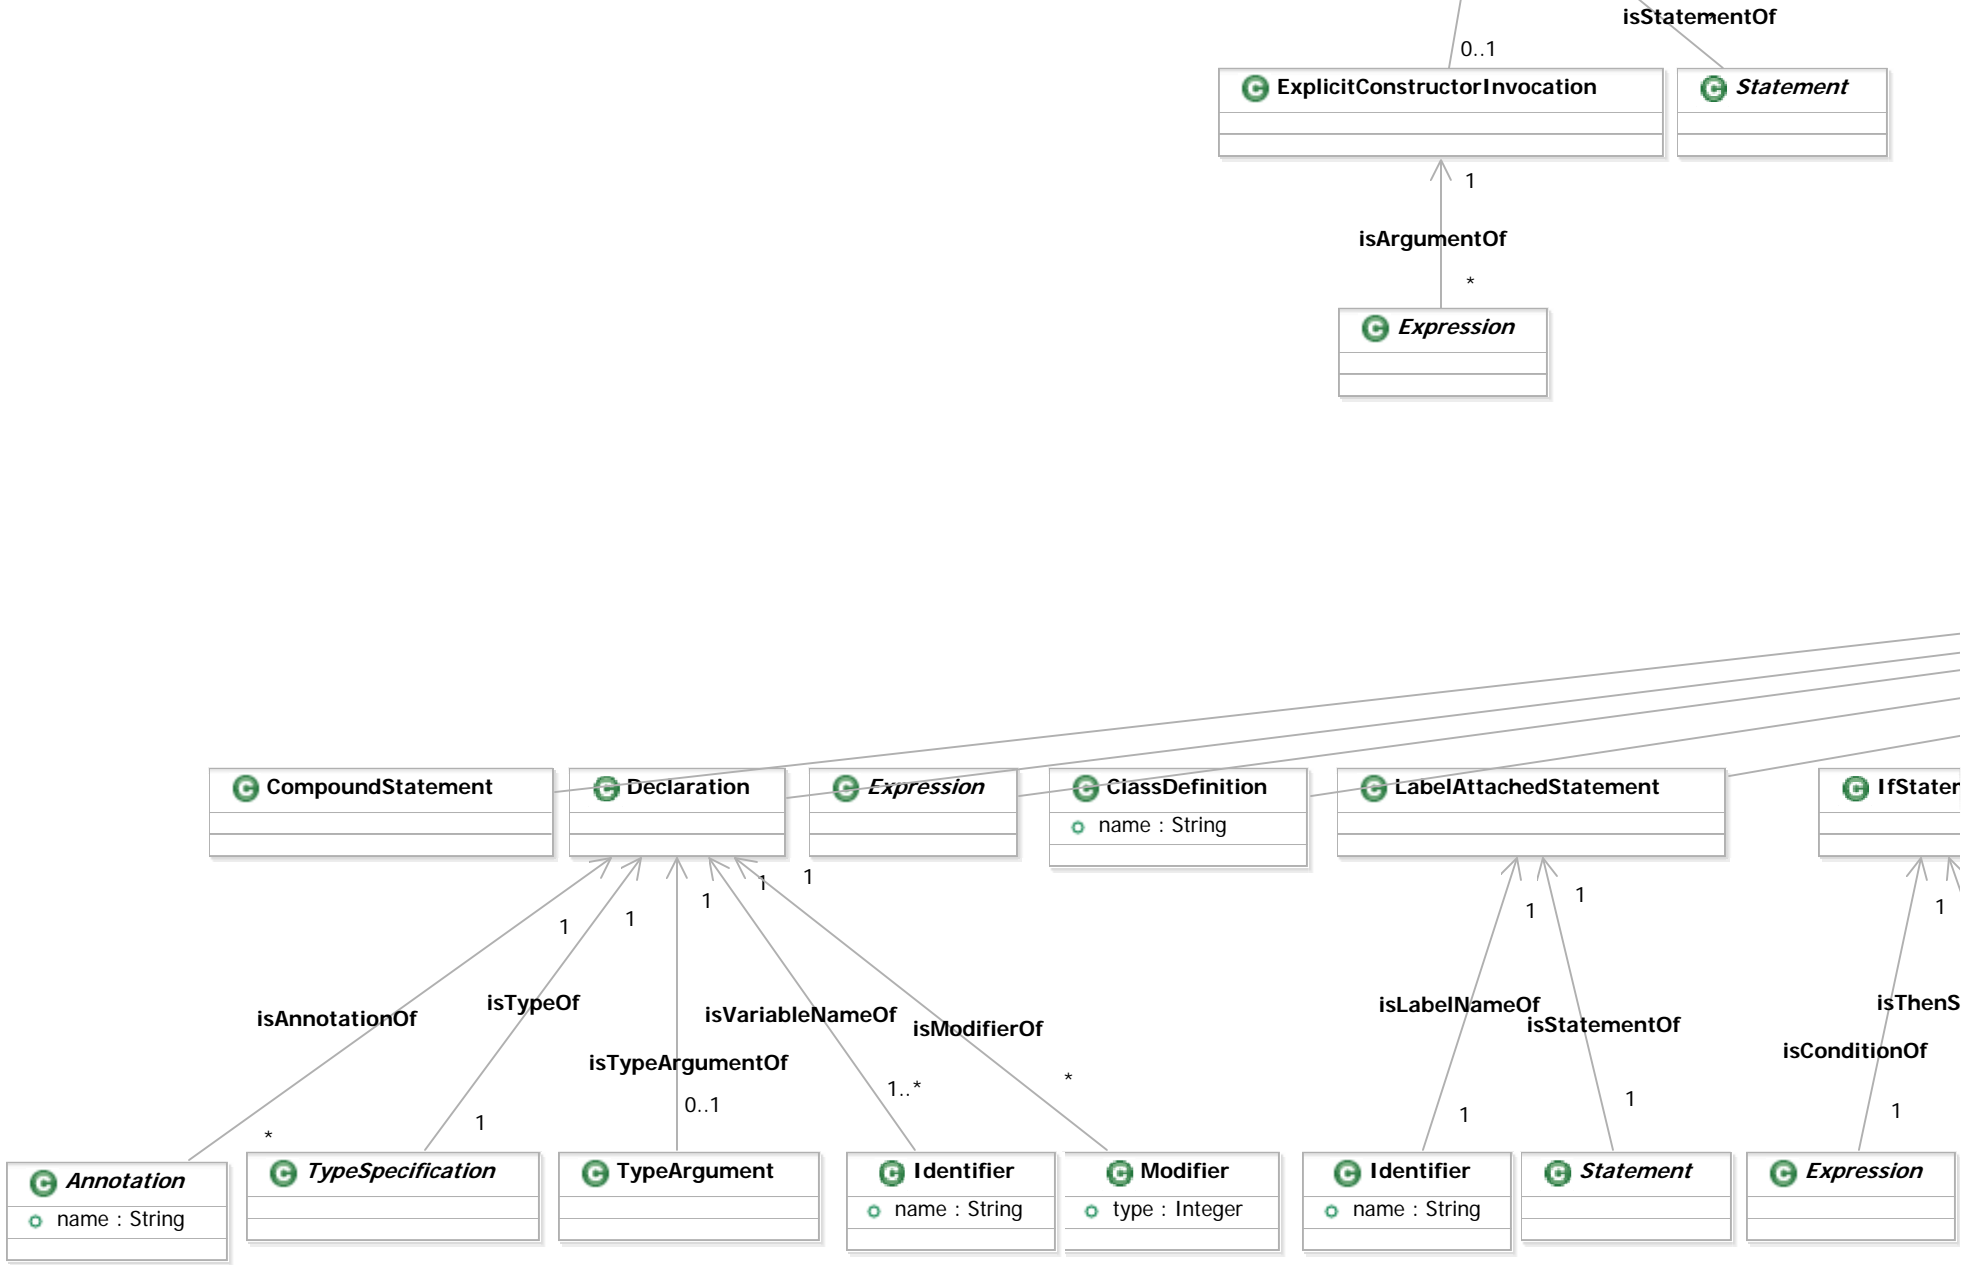 isStatementOf
0..1
ExplicitConstructorInvocation
Statement
1
isArgumentOf
*
Expression
CompoundStatement
Declaration
Expression
ClassDefinition
name : String
LabelAttachedStatement
IfStatem
1
1
1
1
1
1
1
1
isAnnotationOf
isTypeOf
isTypeArgumentOf
isVariableNameOf
isModifierOf
isLabelNameOf
isStatementOf
isConditionOf
isThenS
*
1
0..1
1..*
*
1
1
1
Annotation
name : String
TypeSpecification
TypeArgument
Identifier
name : String
Modifier
type : Integer
Identifier
name : String
Statement
Expression